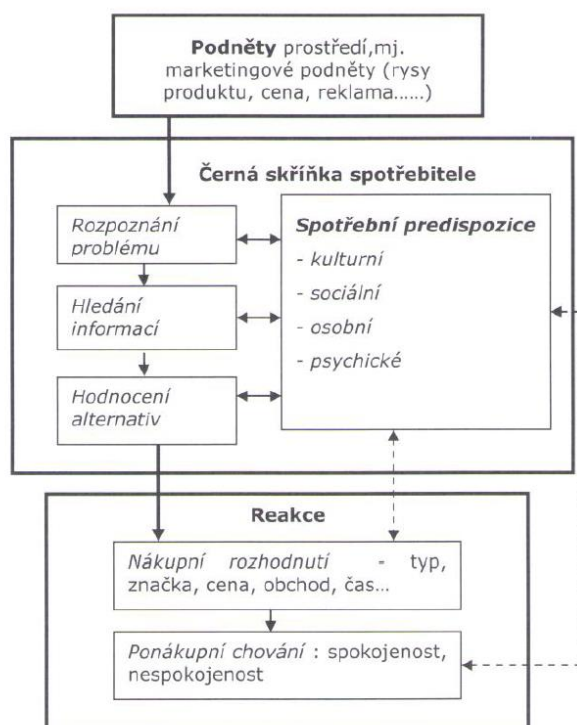 Podněty prostředí,mj.
marketingové podněty (rysy
produktu, cena, reklama......)
Černá skříňka spotřebitele
Rozpoznání
problému
Hledání
informací
Hodnocení
alternativ
Spotřební predispozice
- kulturní
- sociální
- osobní
- psychické
Reakce
Nákupní rozhodnutí - typ,
značka, cena, obchod, čas...
Ponákupní chování : spokojenost,
nespokojenost